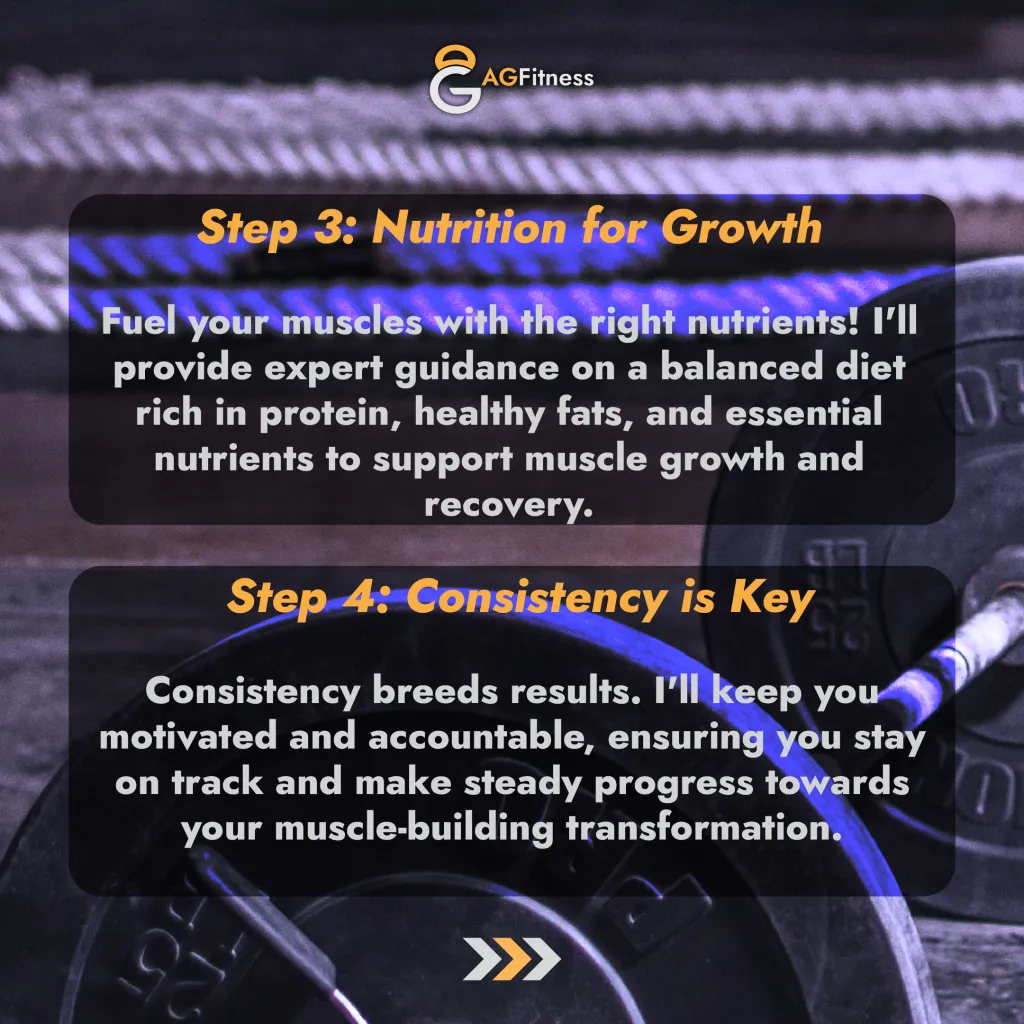 AGFitness
Step 3: Nutrition for Growth
Fuel your muscles with the right nutrients! I'll
provide expert guidance on a balanced diet
rich in protein, healthy fats, and essential
nutrients to support muscle growth and
recovery.
Step 4: Consistency is Key
Consistency breeds results. I'll keep you
motivated and accountable, ensuring you stay
on track and make steady progress towards
your muscle-building transformation.